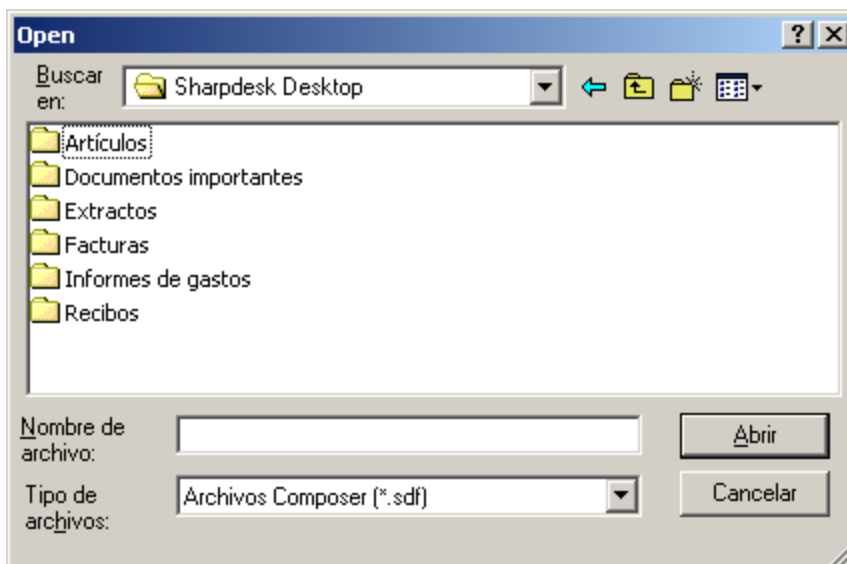 Open
Buscar
en:
Sharpdesk Desktop
Artículos
Documentos importantes
Extractos
Facturas
Informes de gastos
Recibos
Nombre de
archivo:
Abrir
Tipo de
archivos:
Archivos Composer (*.sdf)
Cancelar